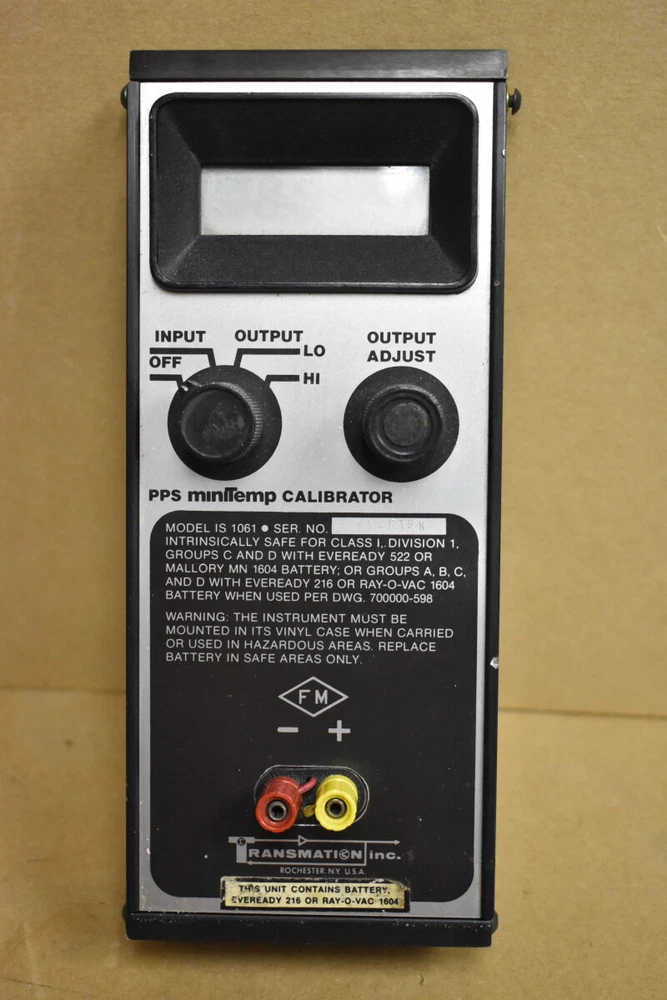 INPUT OUTPUT
OFF LO
HI
OUTPUT
ADJUST
PPS miniTemp CALIBRATOR
MODEL IS 1061 ● SER. NO.
INTRINSICALLY SAFE FOR CLASS I, DIVISION 1,
GROUPS C AND D WITH EVEREADY 522 OR
MALLORY MN 1604 BATTERY; OR GROUPS A, B, C,
AND D WITH EVEREADY 216 OR RAY-O-VAC 1604
BATTERY WHEN USED PER DWG. 700000-598
WARNING: THE INSTRUMENT MUST BE
MOUNTED IN ITS VINYL CASE WHEN CARRIED
OR USED IN HAZARDOUS AREAS. REPLACE
BATTERY IN SAFE AREAS ONLY.
FM
− +
TRANSMATION inc.
ROCHESTER. N.Y. U.S.A.
THIS UNIT CONTAINS BATTERY,
EVEREADY 216 OR RAY-O-VAC 1604